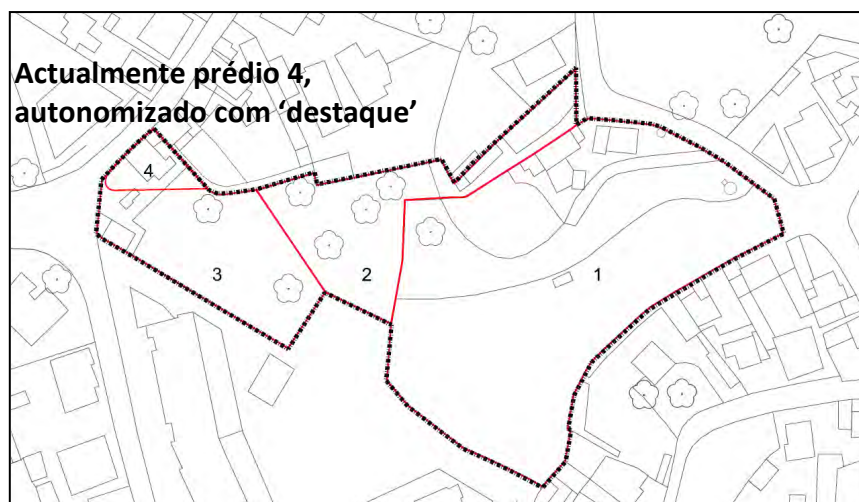 Actualmente prédio 4,
autonomizado com ‘destaque’
4
3
2
1